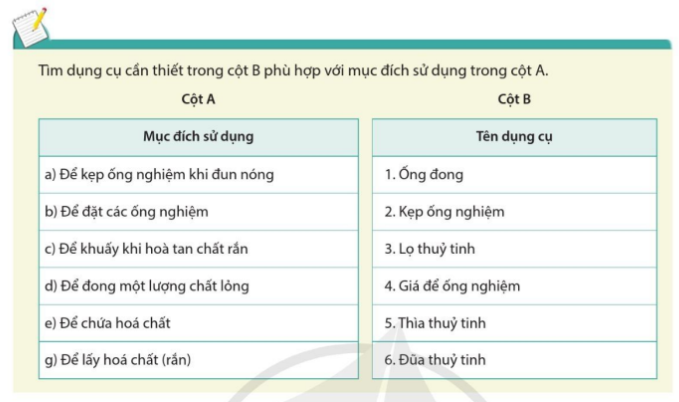 Tìm dụng cụ cần thiết trong cột B phù hợp với mục đích sử dụng trong cột A.
Cột A
Cột B
Mục đích sử dụng
Tên dụng cụ
a) Để kẹp ống nghiệm khi đun nóng
1. Ống đong
b) Để đặt các ống nghiệm
2. Kẹp ống nghiệm
c) Để khuấy khi hoà tan chất rắn
3. Lọ thuỷ tinh
d) Để đong một lượng chất lỏng
4. Giá để ống nghiệm
e) Để chứa hoá chất
5. Thìa thuỷ tinh
g) Để lấy hoá chất (rắn)
6. Đũa thuỷ tinh